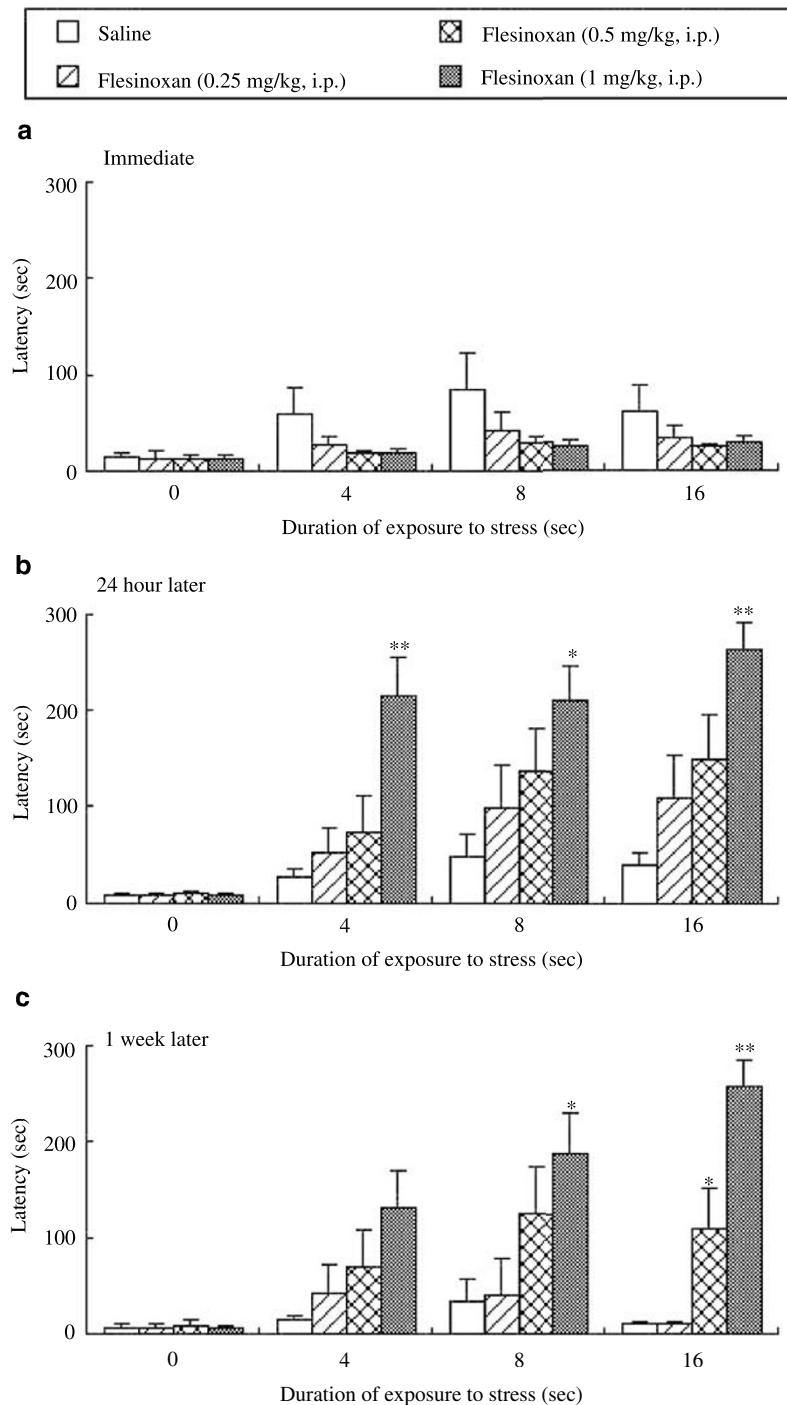 Saline
Flesinoxan (0.5 mg/kg, i.p.)
Flesinoxan (0.25 mg/kg, i.p.)
Flesinoxan (1 mg/kg, i.p.)
a
Immediate
300
200
100
0
Latency (sec)
0 4 8 16
Duration of exposure to stress (sec)
b
24 hour later
300
200
100
0
Latency (sec)
** * **
0 4 8 16
Duration of exposure to stress (sec)
c
1 week later
300
200
100
0
Latency (sec)
* * **
0 4 8 16
Duration of exposure to stress (sec)